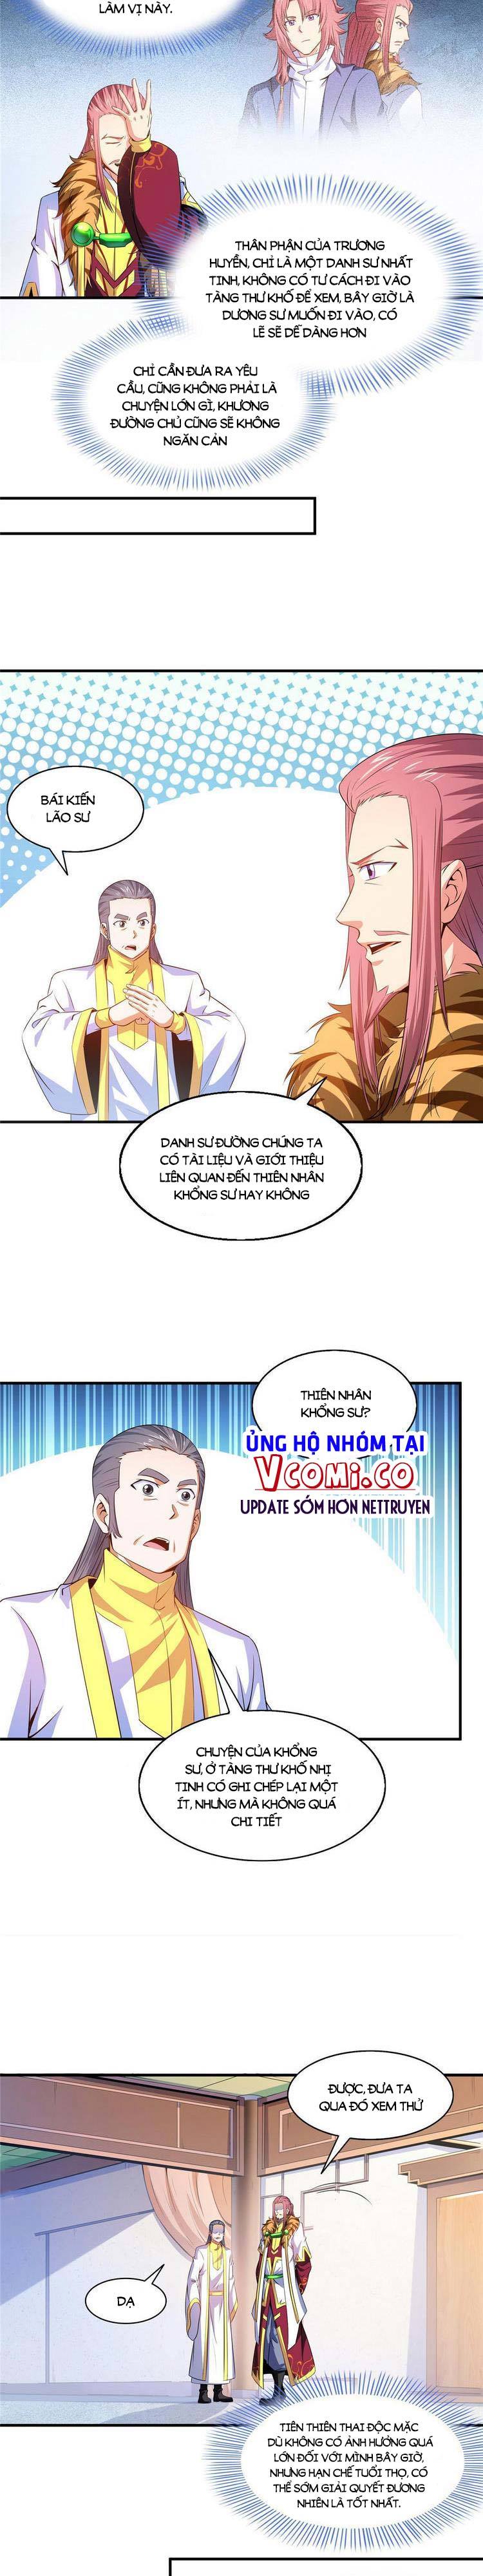 LÀM VỊ NÀY.
THÂN PHẬN CỦA TRƯƠNG
HUYỀN, CHỈ LÀ MỘT DANH SƯ NHẤT
TINH, KHÔNG CÓ TƯ CÁCH ĐI VÀO
TÀNG THƯ KHỐ ĐỂ XEM, BÂY GIỜ LÀ
DƯƠNG SƯ MUỐN ĐI VÀO, CÓ
LẼ SẼ DỄ DÀNG HƠN
CHỈ CẦN ĐƯA RA YÊU
CẦU, CŨNG KHÔNG PHẢI LÀ
CHUYỆN LỚN GÌ, KHƯƠNG
ĐƯỜNG CHỦ CŨNG SẼ KHÔNG
NGĂN CẢN
BÁI KIẾN
LÃO SƯ
DANH SƯ ĐƯỜNG CHÚNG TA
CÓ TÀI LIỆU VÀ GIỚI THIỆU
LIÊN QUAN ĐẾN THIÊN NHÂN
KHỔNG SƯ HAY KHÔNG
THIÊN NHÂN
KHỔNG SƯ?
ỦNG HỘ NHÓM TẠI
VCOMI.CO
UPDATE SỚM HƠN NETTRUYEN
CHUYỆN CỦA KHỔNG
SƯ, Ở TÀNG THƯ KHỐ NHỊ
TINH CÓ GHI CHÉP LẠI MỘT
ÍT, NHƯNG MÀ KHÔNG QUÁ
CHI TIẾT
ĐƯỢC, ĐƯA TA
QUA ĐÓ XEM THỬ
DẠ
TIÊN THIÊN THAI ĐỘC MẶC
DÙ KHÔNG CÓ ẢNH HƯỞNG QUÁ
LỚN ĐỐI VỚI MÌNH BÂY GIỜ,
NHƯNG HẠN CHẾ TUỔI THỌ, CÓ
THỂ SỚM GIẢI QUYẾT ĐƯƠNG
NHIÊN LÀ TỐT NHẤT.